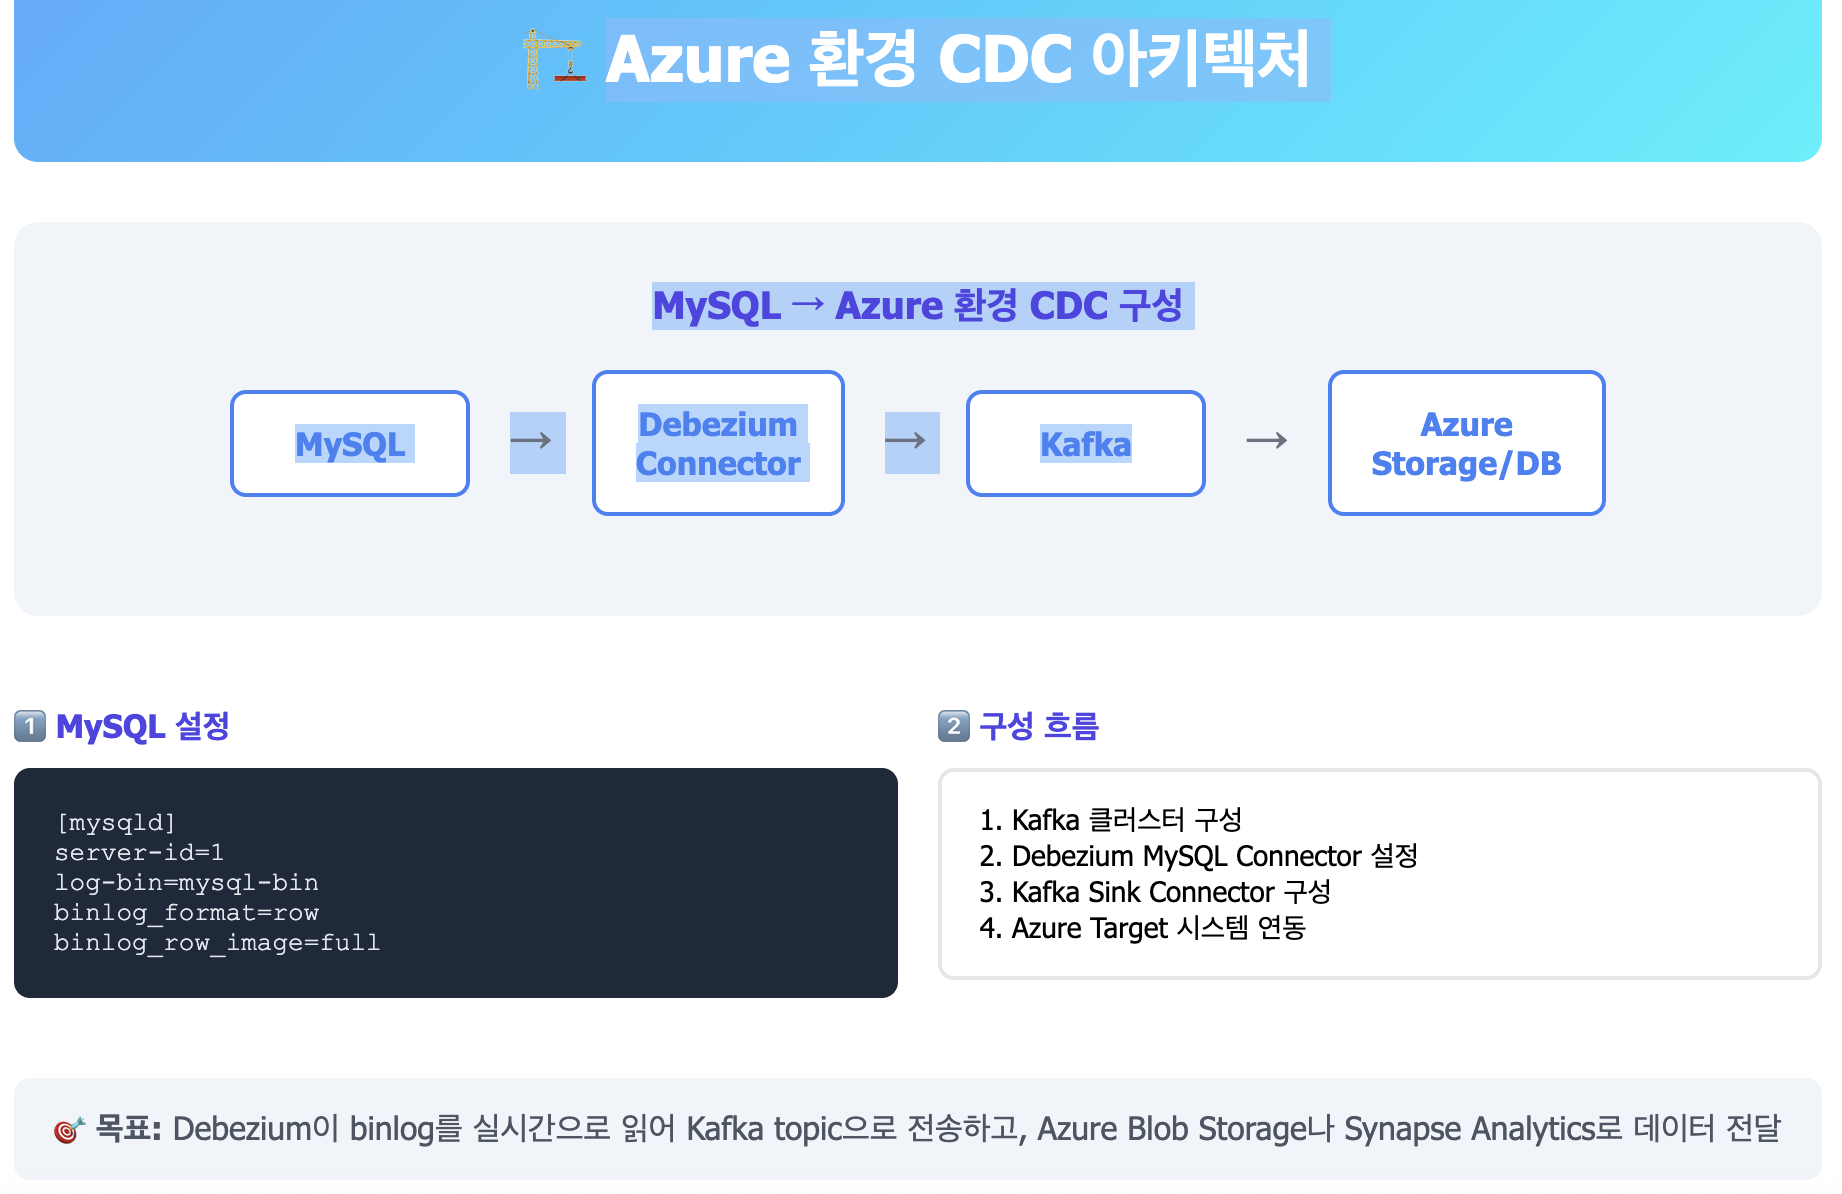 🏗️ Azure 환경 CDC 아키텍처
MySQL → Azure 환경 CDC 구성
MySQL
→
Debezium
Connector
→
Kafka
→
Azure
Storage/DB
1️⃣ MySQL 설정
[mysqld]
server-id=1
log-bin=mysql-bin
binlog_format=row
binlog_row_image=full
2️⃣ 구성 흐름
1. Kafka 클러스터 구성
2. Debezium MySQL Connector 설정
3. Kafka Sink Connector 구성
4. Azure Target 시스템 연동
🎯 목표: Debezium이 binlog를 실시간으로 읽어 Kafka topic으로 전송하고, Azure Blob Storage나 Synapse Analytics로 데이터 전달